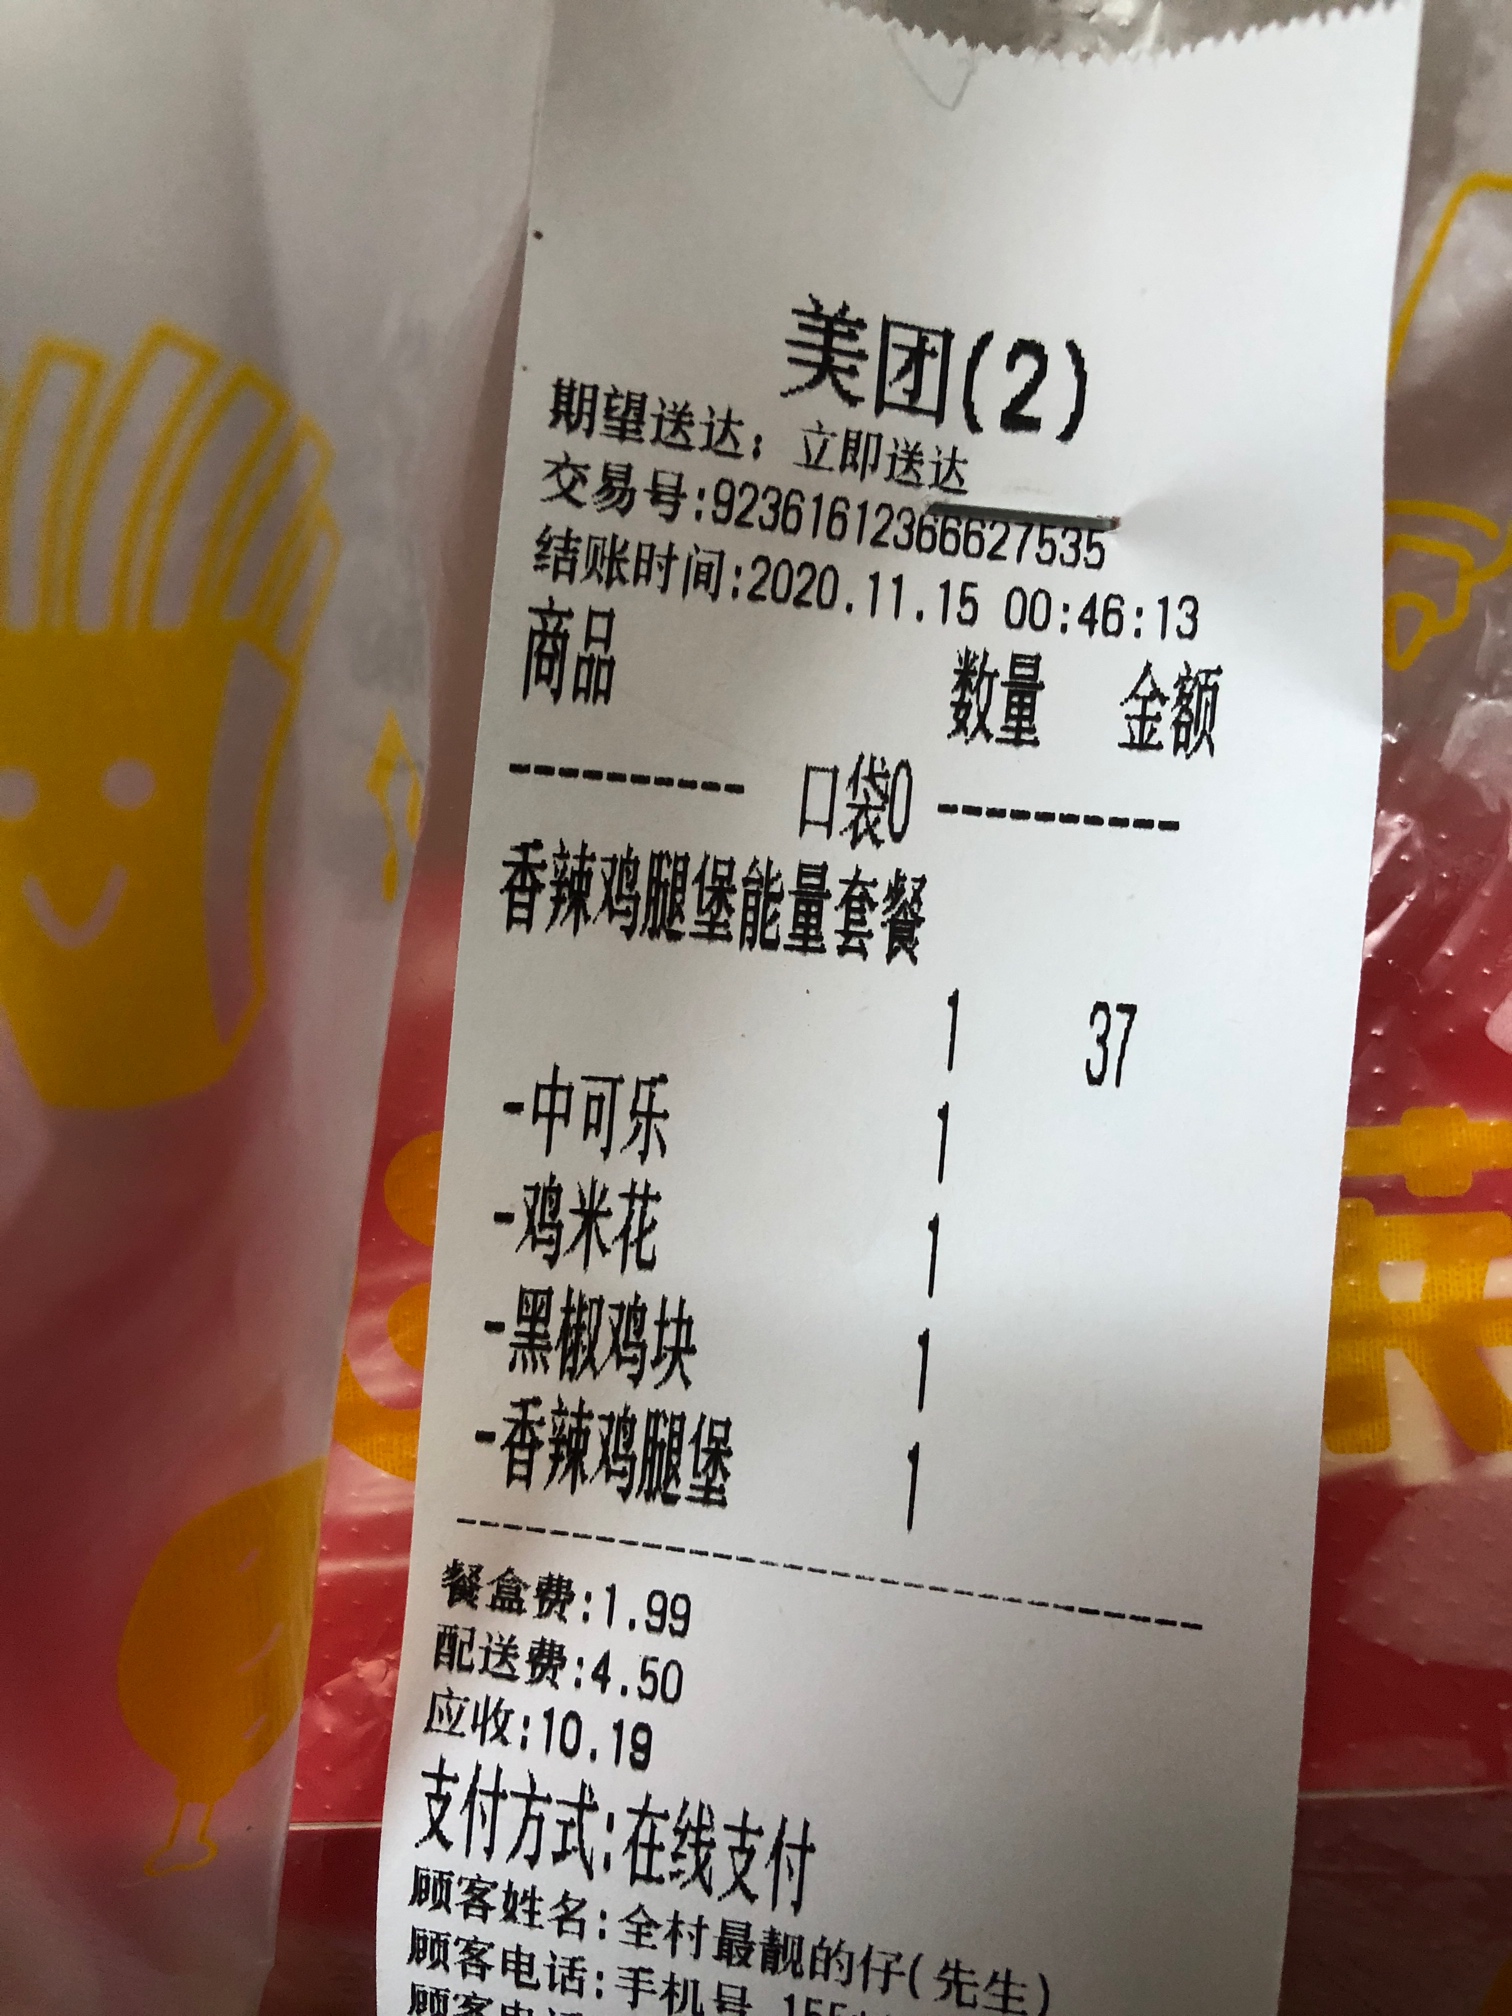 美团(2)
期望送达：立即送达
交易号:92361612366627535
结账时间:2020.11.15 00:46:13
商品 数量 金额
----------- 口袋0 -----------
香辣鸡腿堡能量套餐
1 37
-中可乐 1
-鸡米花 1
-黑椒鸡块 1
-香辣鸡腿堡 1
餐盒费:1.99
配送费:4.50
应收:10.19
支付方式:在线支付
顾客姓名:全村最靓的仔(先生)
顾客电话:手机号